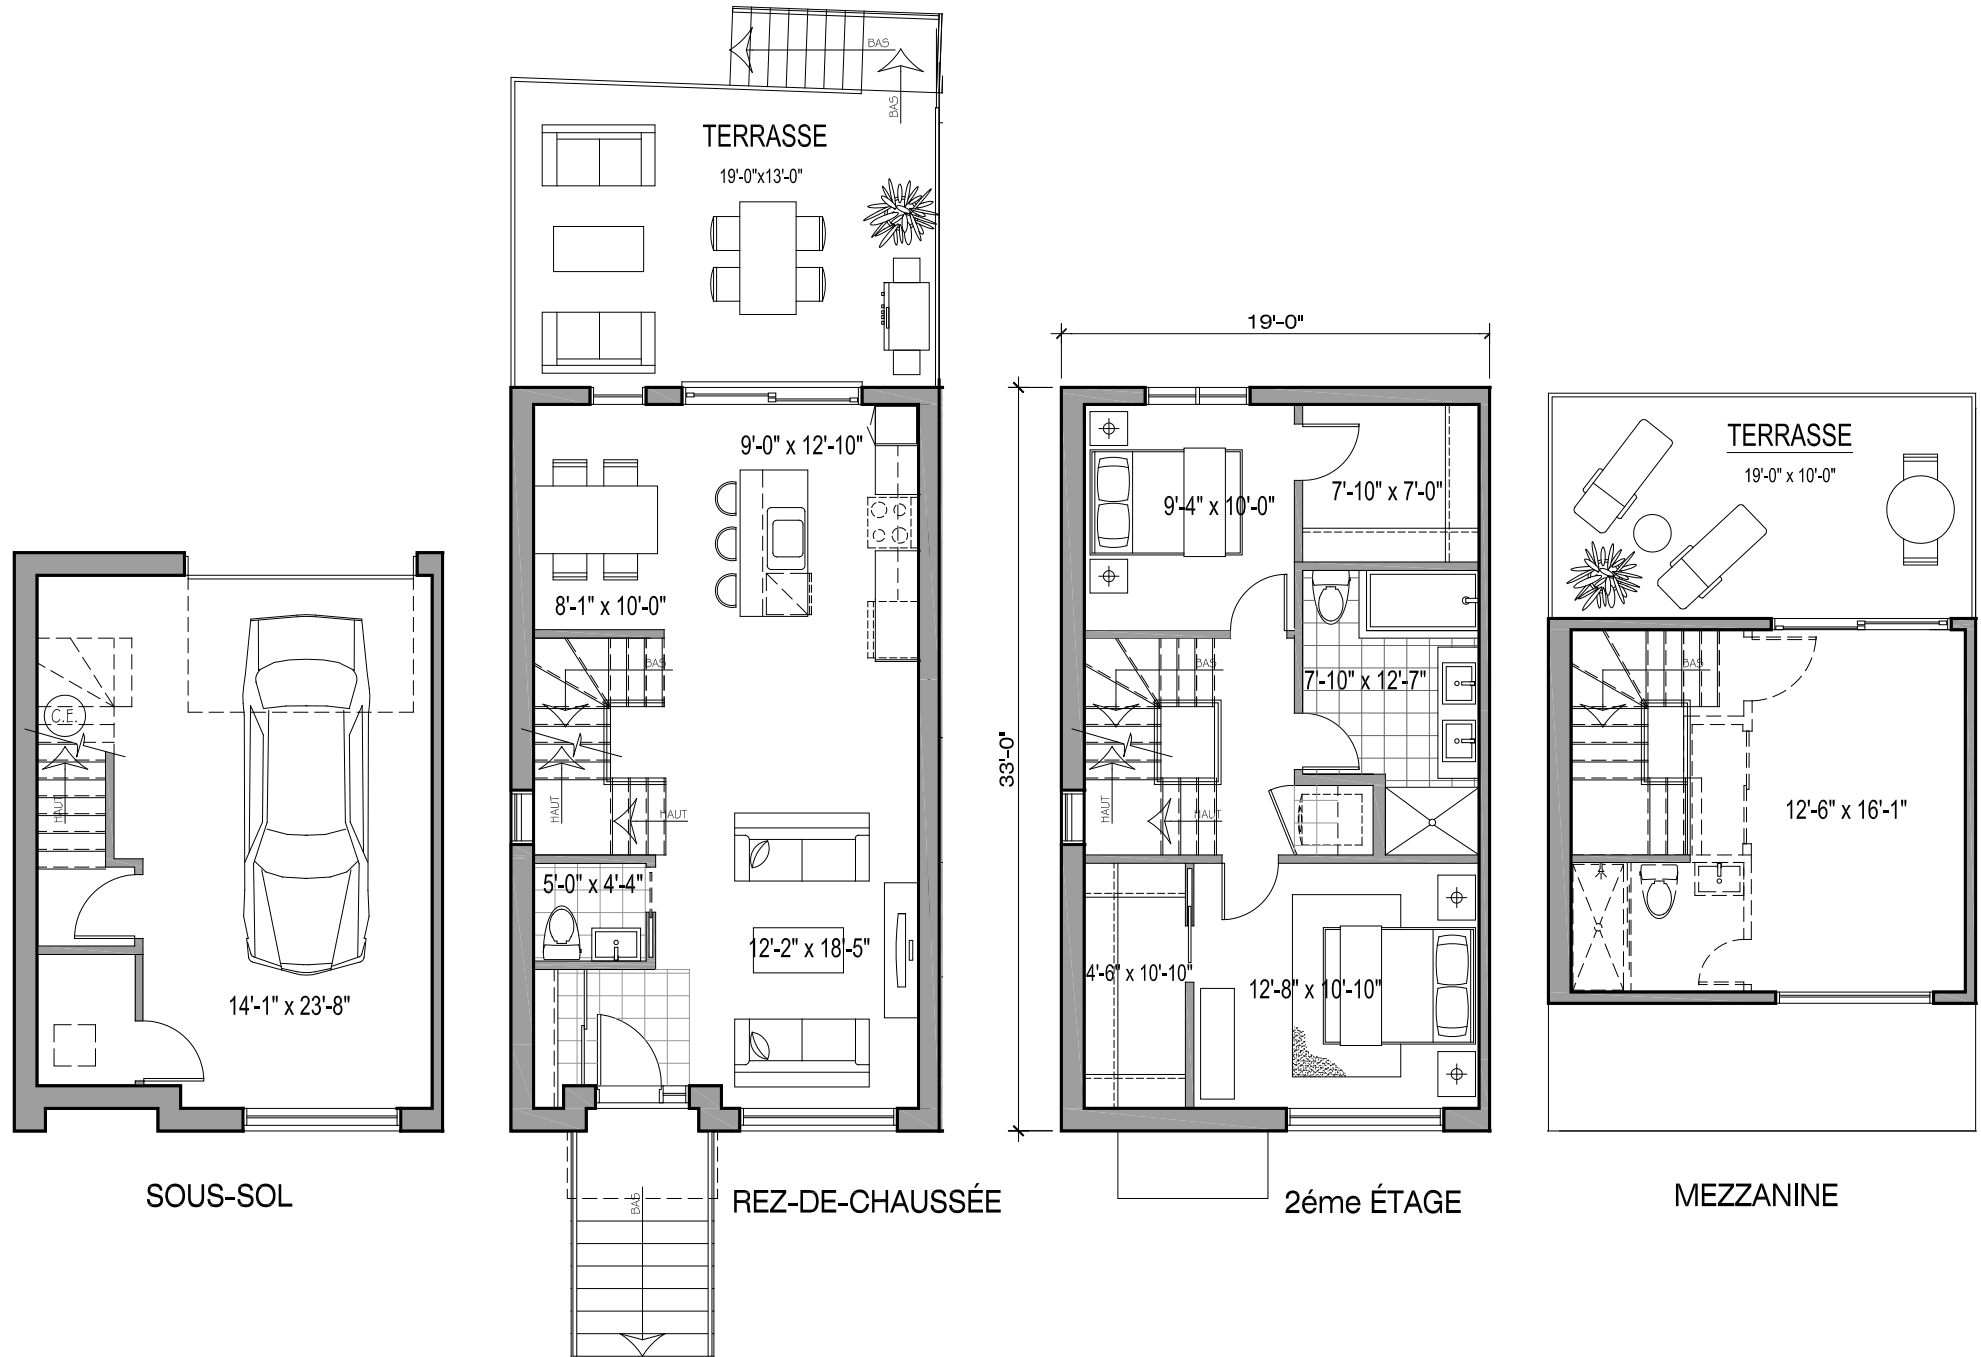 C.E.
HAUT
14'-1" x 23'-8"
SOUS-SOL
BAS
BAS
TERRASSE
19'-0"x13'-0"
9'-0" x 12'-10"
8'-1" x 10'-0"
BAS
HAUT
HAUT
5'-0" x 4'-4"
12'-2" x 18'-5"
BAS
REZ-DE-CHAUSSÉE
19'-0"
33'-0"
9'-4" x 10'-0"
7'-10" x 7'-0"
BAS
7'-10" x 12'-7"
HAUT
HAUT
4'-6" x 10'-10"
12'-8" x 10'-10"
2éme ÉTAGE
TERRASSE
19'-0" x 10'-0"
BAS
12'-6" x 16'-1"
MEZZANINE